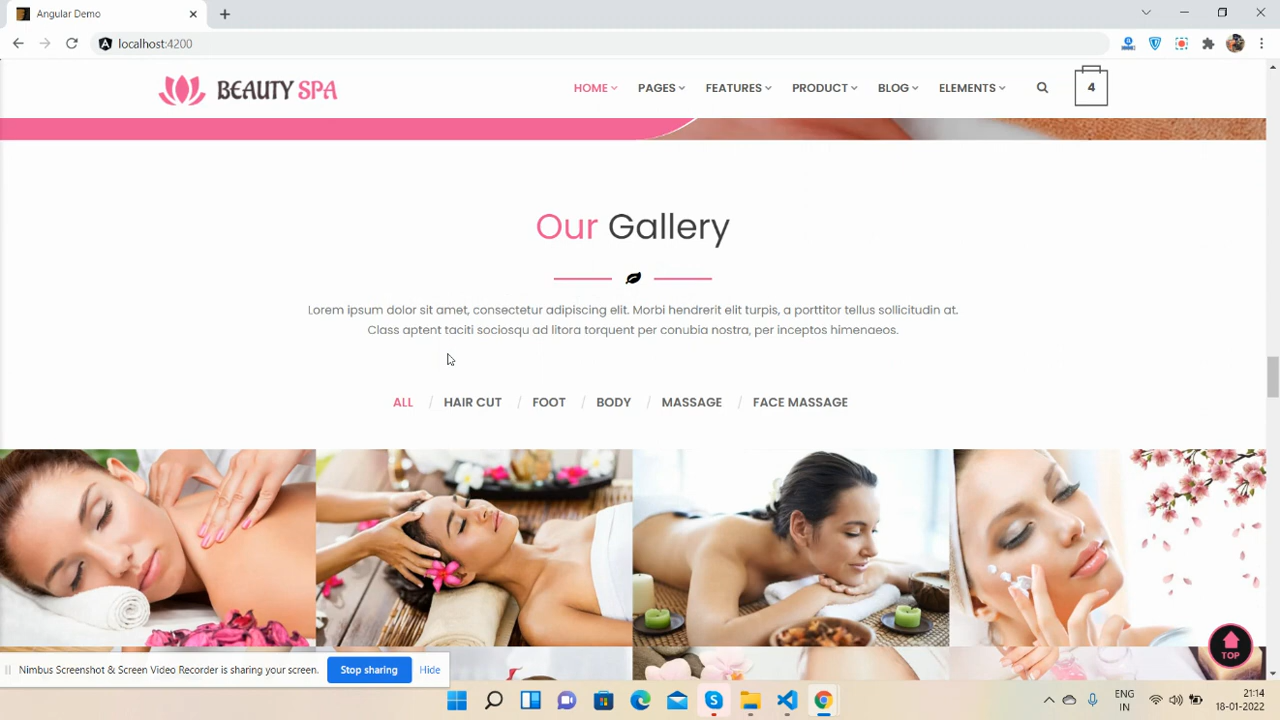 Angular Demo
localhost:4200
BEAUTY SPA
HOME PAGES FEATURES PRODUCT BLOG ELEMENTS 4
Our Gallery
Lorem ipsum dolor sit amet, consectetur adipiscing elit. Morbi hendrerit elit turpis, a porttitor tellus sollicitudin at.
Class aptent taciti sociosqu ad litora torquent per conubia nostra, per inceptos himenaeos.
ALL / HAIR CUT / FOOT / BODY / MASSAGE / FACE MASSAGE
TOP
Nimbus Screenshot & Screen Video Recorder is sharing your screen. Stop sharing Hide
ENG 21:14
IN 18-01-2022